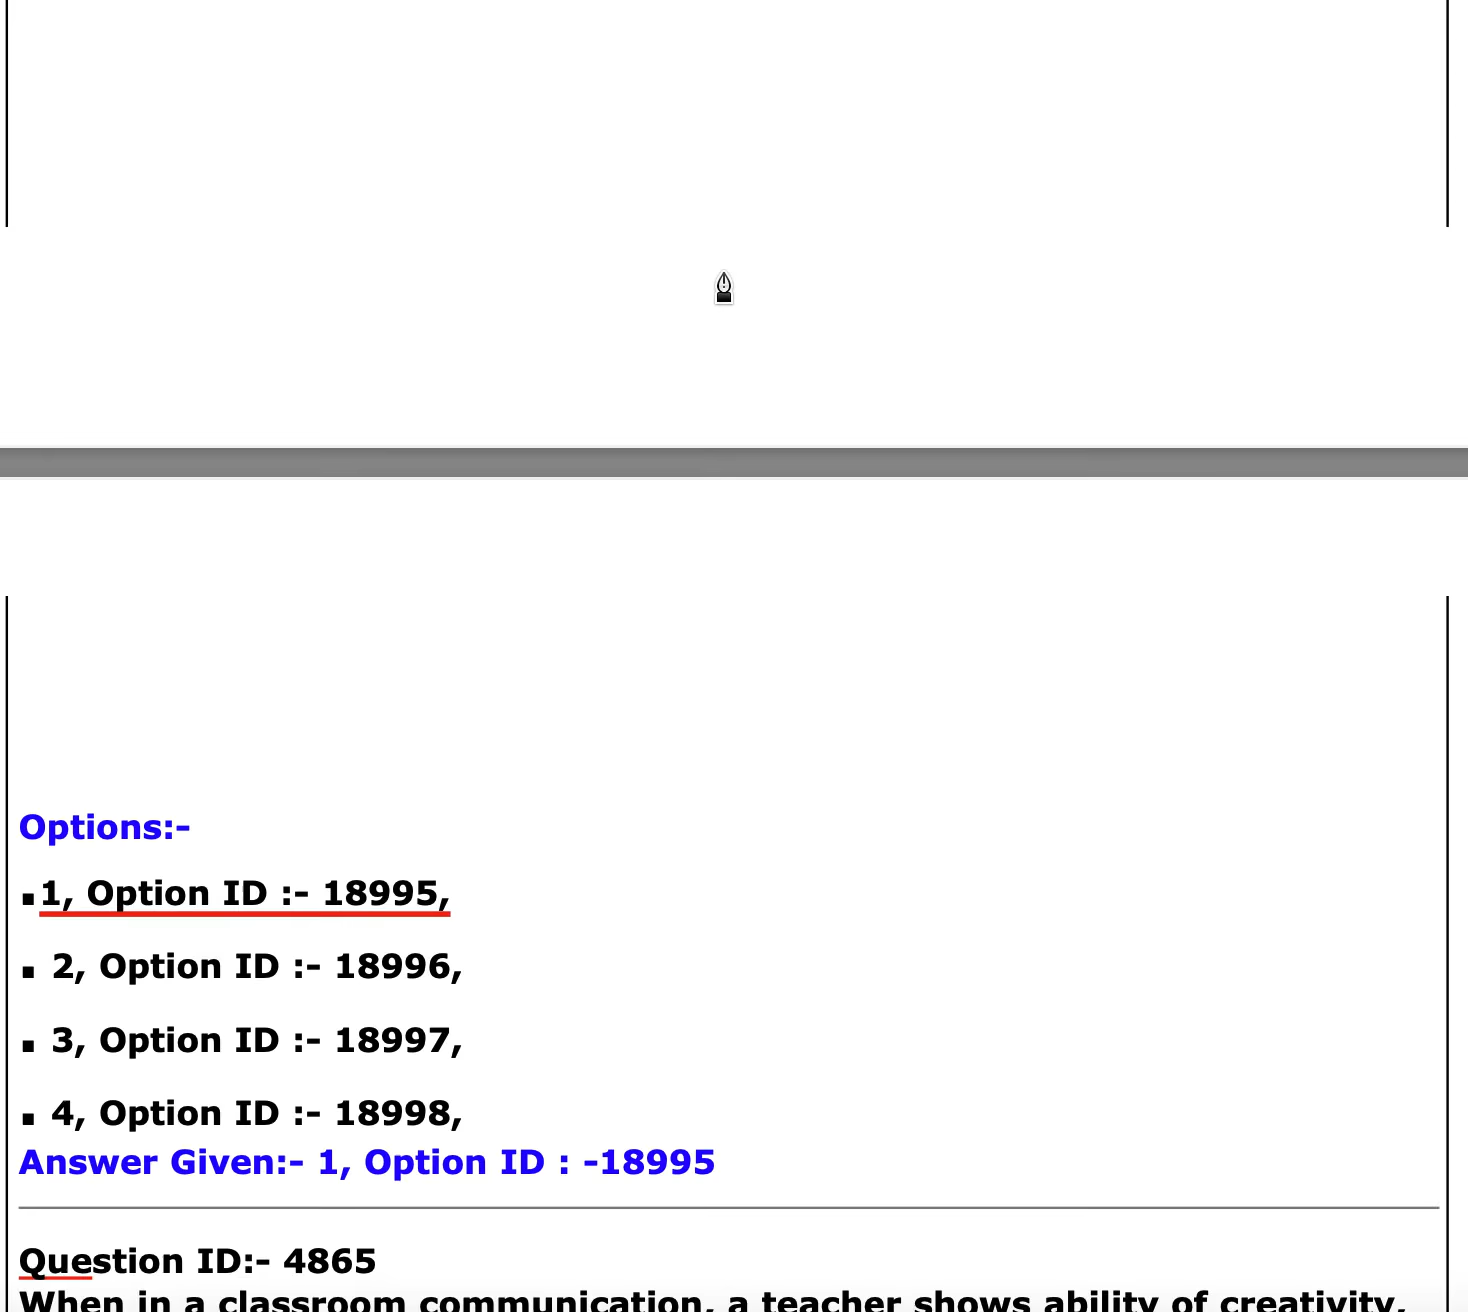 Options:-
▪1, Option ID :- 18995,
▪ 2, Option ID :- 18996,
▪ 3, Option ID :- 18997,
▪ 4, Option ID :- 18998,
Answer Given:- 1, Option ID : -18995
Question ID:- 4865
When in a classroom communication, a teacher shows ability of creativity,